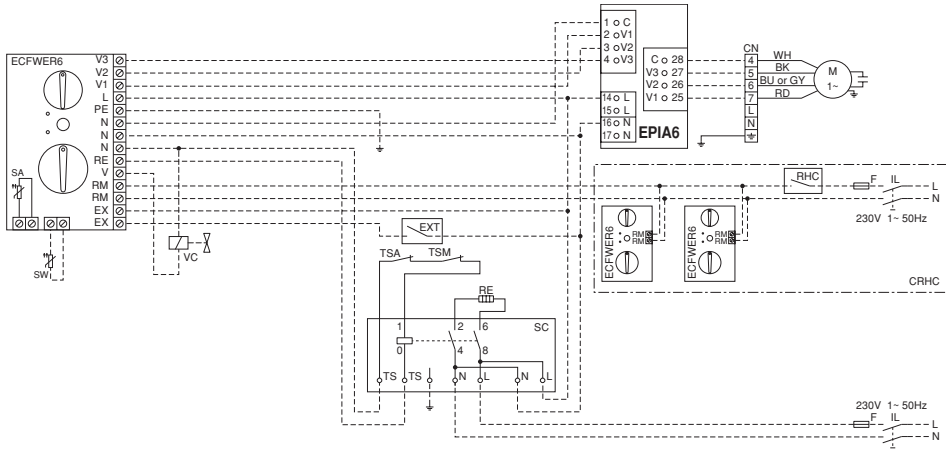 ECFWER6
V3
V2
V1
L
PE
N
N
N
RE
V
RM
RM
EX
EX
SA
SW
VC
1 C
2 V1
3 V2
4 V3
C 28
V3 27
V2 26
V1 25
14 L
15 L
16 N
17 N
EPIA6
CN
4
5
6
7
L
N
WH
BK
BU or GY
RD
M
1~
RHC
F
IL
L
N
230V 1~ 50Hz
ECFWER6
RM
RM
ECFWER6
RM
RM
CRHC
EXT
TSA
TSM
RE
SC
1
0
2
6
4
8
TS
TS
N
L
N
L
230V 1~ 50Hz
F
IL
L
N